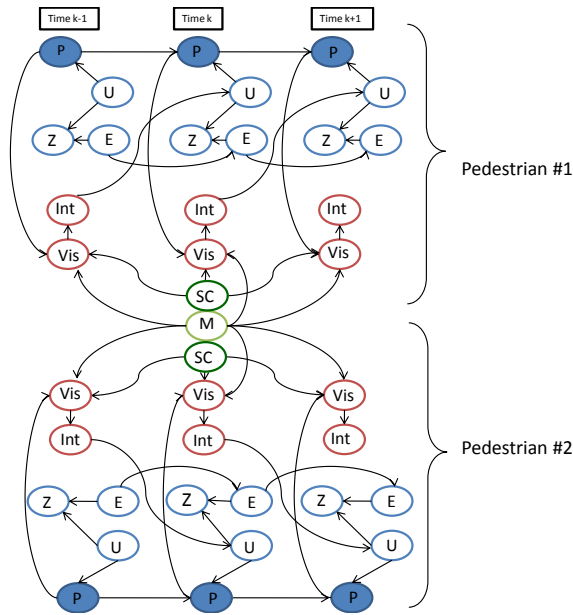 Time k-1 Time k Time k+1
P P P
U U U
Z E Z E Z E
Pedestrian #1
Int Int Int
Vis Vis Vis
SC
M
SC
Vis Vis Vis
Int Int Int
Pedestrian #2
Z E Z E Z E
U U U
P P P